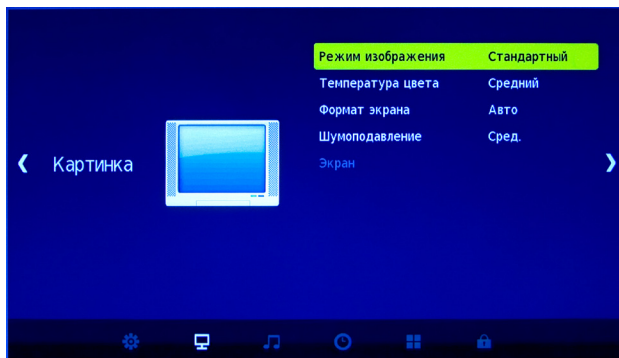 Режим изображения Стандартный
Температура цвета Средний
Формат экрана Авто
Шумоподавление Сред.
Экран
Картинка